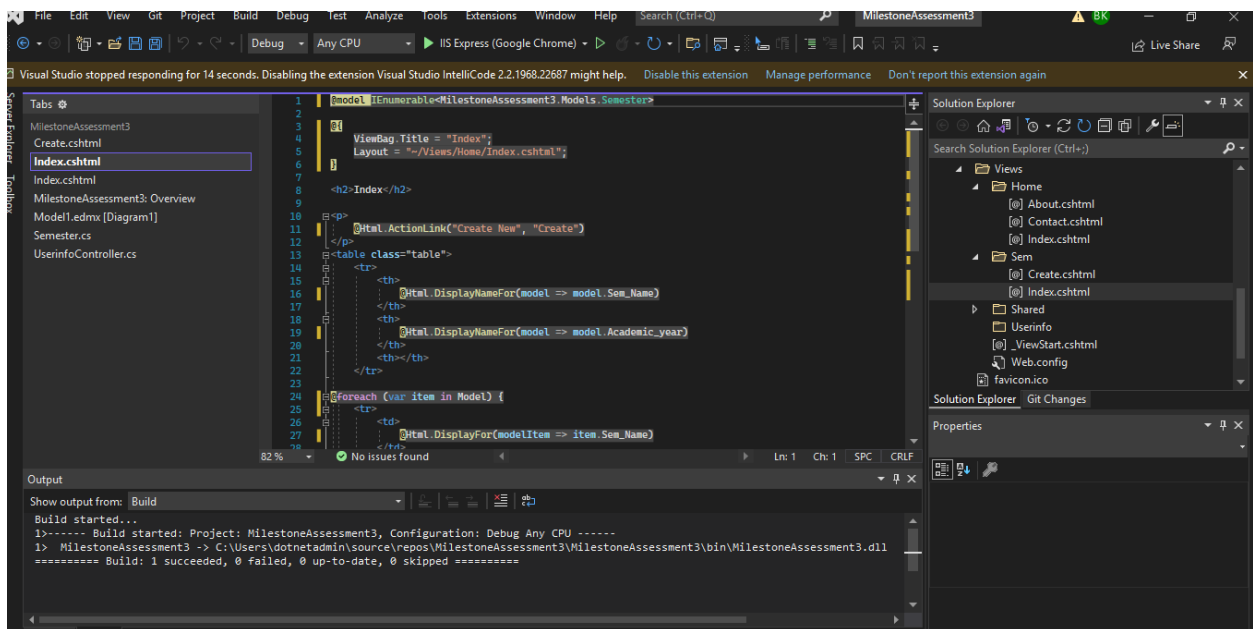 File Edit View Git Project Build Debug Test Analyze Tools Extensions Window Help Search (Ctrl+Q) MilestoneAssessment3 BK
Debug Any CPU IIS Express (Google Chrome) Live Share
Visual Studio stopped responding for 14 seconds. Disabling the extension Visual Studio IntelliCode 2.2.1968.22687 might help. Disable this extension Manage performance Don't report this extension again
Server Explorer
Toolbox
Tabs
MilestoneAssessment3
Create.cshtml
Index.cshtml
Index.cshtml
MilestoneAssessment3: Overview
Model1.edmx [Diagram1]
Semester.cs
UserinfoController.cs
1 @model IEnumerable<MilestoneAssessment3.Models.Semester>
2
3 @{
4 ViewBag.Title = "Index";
5 Layout = "~/Views/Home/Index.cshtml";
6 }
7
8 <h2>Index</h2>
9
10 <p>
11 @Html.ActionLink("Create New", "Create")
12 </p>
13 <table class="table">
14 <tr>
15 <th>
16 @Html.DisplayNameFor(model => model.Sem_Name)
17 </th>
18 <th>
19 @Html.DisplayNameFor(model => model.Academic_year)
20 </th>
21 <th></th>
22 </tr>
23
24 @foreach (var item in Model) {
25 <tr>
26 <td>
27 @Html.DisplayFor(modelItem => item.Sem_Name)
28 </td>
82 % No issues found Ln: 1 Ch: 1 SPC CRLF
Output
Show output from: Build
Build started...
1>------ Build started: Project: MilestoneAssessment3, Configuration: Debug Any CPU ------
1> MilestoneAssessment3 -> C:\Users\dotnetadmin\source\repos\MilestoneAssessment3\MilestoneAssessment3\bin\MilestoneAssessment3.dll
========== Build: 1 succeeded, 0 failed, 0 up-to-date, 0 skipped ==========
Solution Explorer
Search Solution Explorer (Ctrl+;)
Views
Home
About.cshtml
Contact.cshtml
Index.cshtml
Sem
Create.cshtml
Index.cshtml
Shared
Userinfo
_ViewStart.cshtml
Web.config
favicon.ico
Solution Explorer Git Changes
Properties